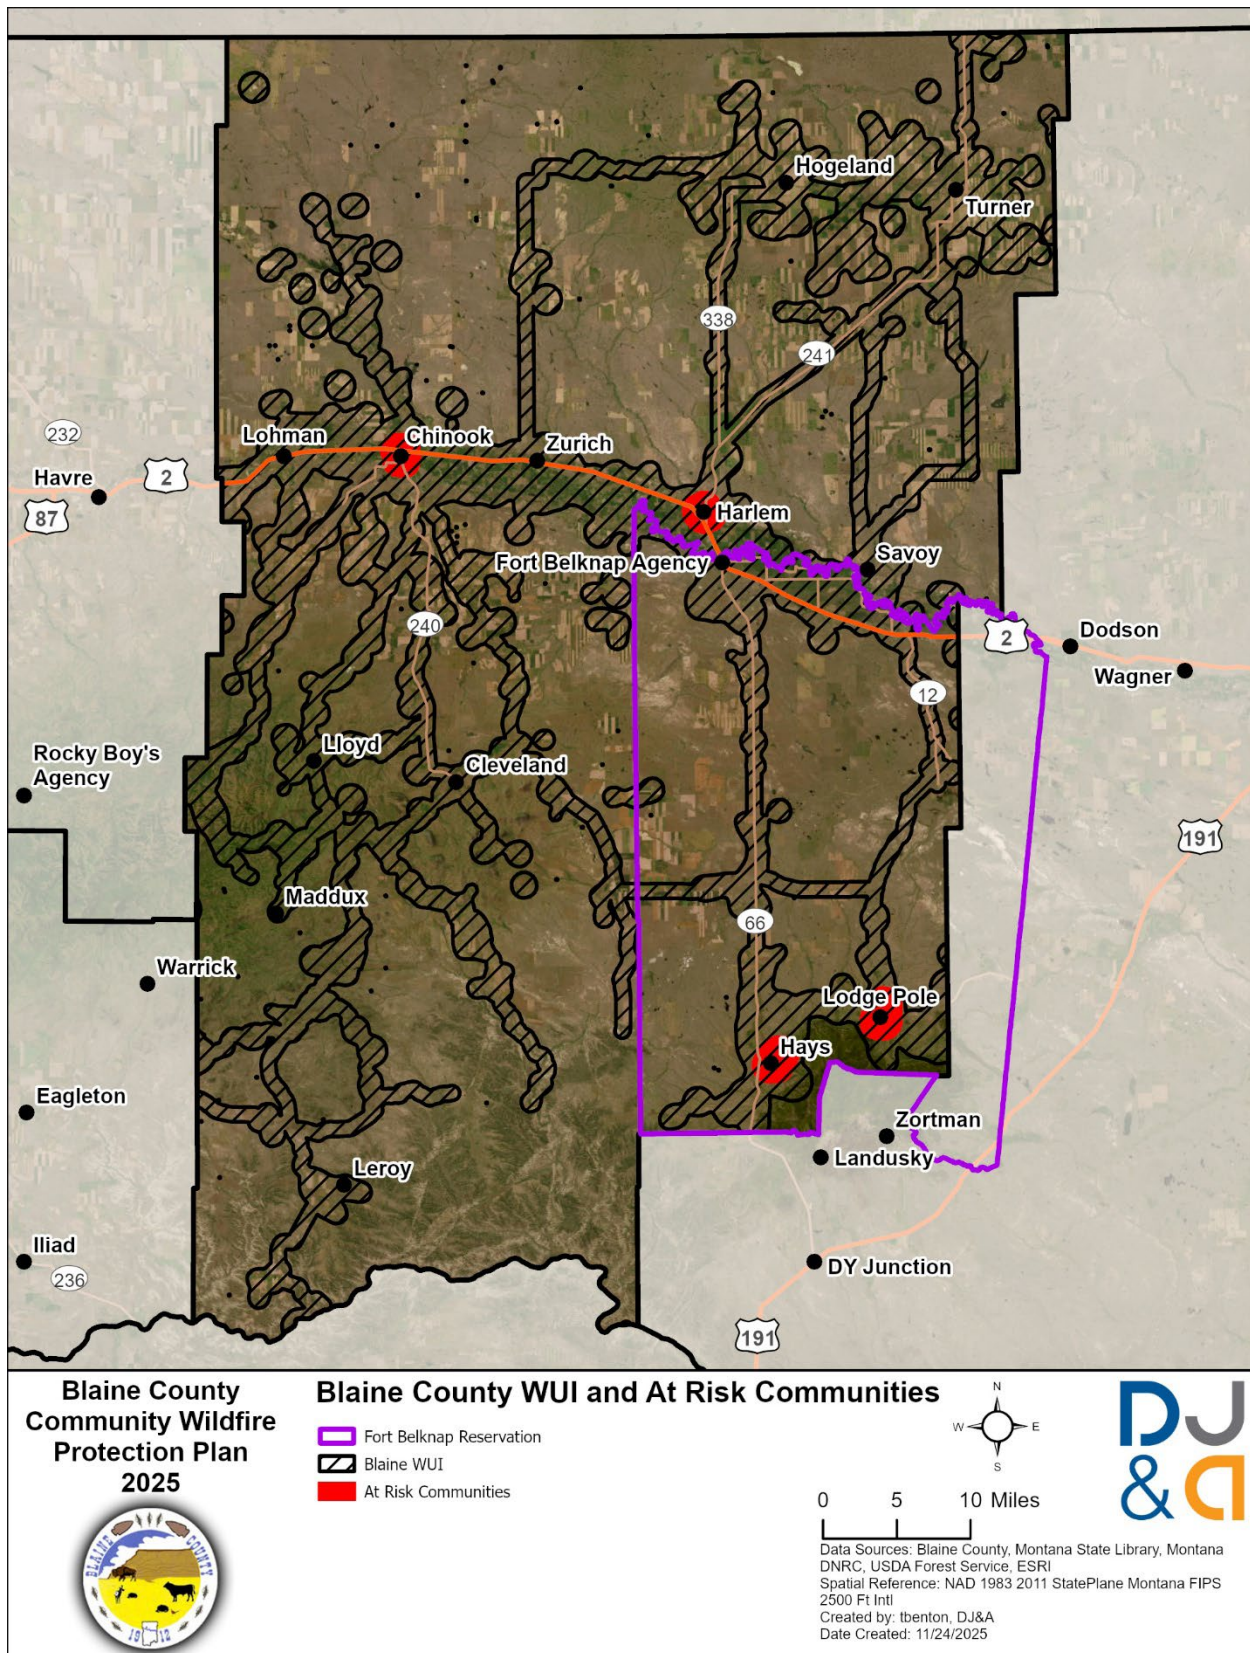 Hogeland
Turner
338
241
232
Lohman
Chinook
Zurich
Havre
2
87
Harlem
Fort Belknap Agency
Savoy
240
2
Dodson
Wagner
12
Rocky Boy's
Agency
Lloyd
Cleveland
191
Maddux
66
Warrick
Lodge Pole
Hays
Eagleton
Zortman
Landusky
Leroy
Iliad
236
DY Junction
191
Blaine County
Community Wildfire
Protection Plan
2025
BLAINE COUNTY
1912
Blaine County WUI and At Risk Communities
Fort Belknap Reservation
Blaine WUI
At Risk Communities
N
W E
S
0 5 10 Miles
DJ
&a
Data Sources: Blaine County, Montana State Library, Montana
DNRC, USDA Forest Service, ESRI
Spatial Reference: NAD 1983 2011 StatePlane Montana FIPS
2500 Ft Intl
Created by: tbenton, DJ&A
Date Created: 11/24/2025